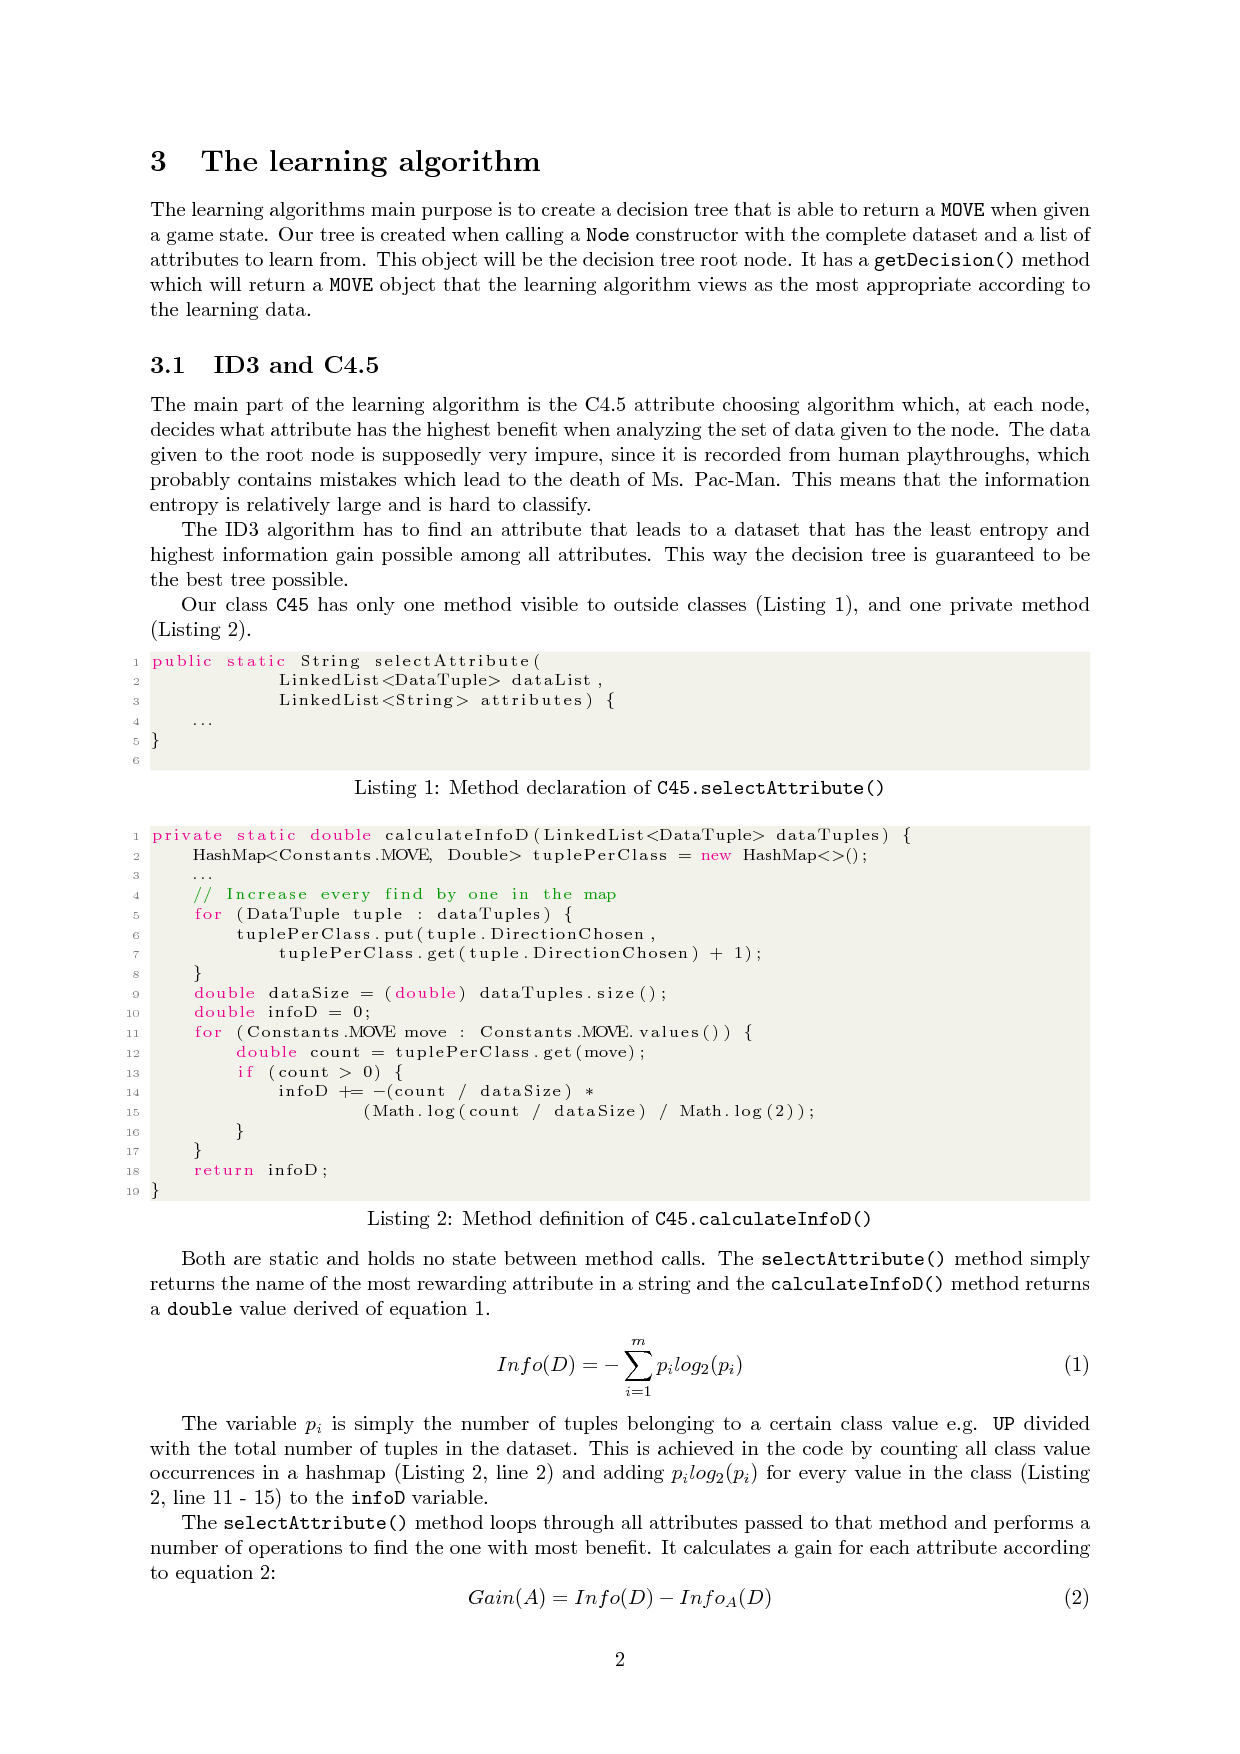 3 The learning algorithm
The learning algorithms main purpose is to create a decision tree that is able to return a MOVE when given
a game state. Our tree is created when calling a Node constructor with the complete dataset and a list of
attributes to learn from. This object will be the decision tree root node. It has a getDecision() method
which will return a MOVE object that the learning algorithm views as the most appropriate according to
the learning data.
3.1 ID3 and C4.5
The main part of the learning algorithm is the C4.5 attribute choosing algorithm which, at each node,
decides what attribute has the highest benefit when analyzing the set of data given to the node. The data
given to the root node is supposedly very impure, since it is recorded from human playthroughs, which
probably contains mistakes which lead to the death of Ms. Pac-Man. This means that the information
entropy is relatively large and is hard to classify.
The ID3 algorithm has to find an attribute that leads to a dataset that has the least entropy and
highest information gain possible among all attributes. This way the decision tree is guaranteed to be
the best tree possible.
Our class C45 has only one method visible to outside classes (Listing 1), and one private method
(Listing 2).
1 public static String selectAttribute(
2 LinkedList<DataTuple> dataList,
3 LinkedList<String> attributes) {
4 ...
5 }
6
Listing 1: Method declaration of C45.selectAttribute()
1 private static double calculateInfoD(LinkedList<DataTuple> dataTuples) {
2 HashMap<Constants.MOVE, Double> tuplePerClass = new HashMap<>();
3 ...
4 // Increase every find by one in the map
5 for (DataTuple tuple : dataTuples) {
6 tuplePerClass.put(tuple.DirectionChosen,
7 tuplePerClass.get(tuple.DirectionChosen) + 1);
8 }
9 double dataSize = (double) dataTuples.size();
10 double infoD = 0;
11 for (Constants.MOVE move : Constants.MOVE.values()) {
12 double count = tuplePerClass.get(move);
13 if (count > 0) {
14 infoD += -(count / dataSize) *
15 (Math.log(count / dataSize) / Math.log(2));
16 }
17 }
18 return infoD;
19 }
Listing 2: Method definition of C45.calculateInfoD()
Both are static and holds no state between method calls. The selectAttribute() method simply
returns the name of the most rewarding attribute in a string and the calculateInfoD() method returns
a double value derived of equation 1.
Info(D) = − ∑_{i=1}^{m} p_i log_2(p_i) (1)
The variable p_i is simply the number of tuples belonging to a certain class value e.g. UP divided
with the total number of tuples in the dataset. This is achieved in the code by counting all class value
occurrences in a hashmap (Listing 2, line 2) and adding p_i log_2(p_i) for every value in the class (Listing
2, line 11 - 15) to the infoD variable.
The selectAttribute() method loops through all attributes passed to that method and performs a
number of operations to find the one with most benefit. It calculates a gain for each attribute according
to equation 2:
Gain(A) = Info(D) − Info_A(D) (2)
2